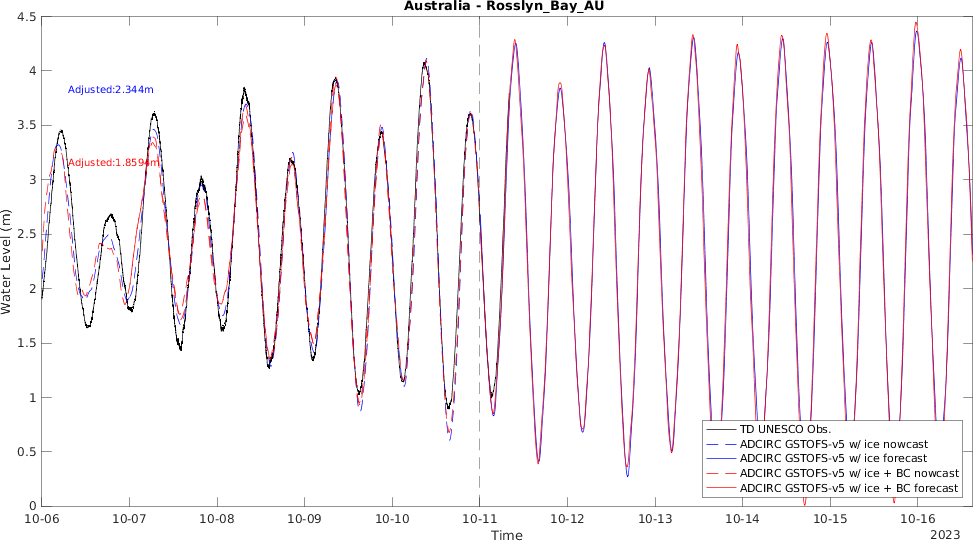 Australia - Rosslyn_Bay_AU
4.5
4
3.5
3
2.5
2
1.5
1
0.5
0
Water Level (m)
Adjusted:2.344m
Adjusted:1.8594m
TD UNESCO Obs.
ADCIRC GSTOFS-v5 w/ ice nowcast
ADCIRC GSTOFS-v5 w/ ice forecast
ADCIRC GSTOFS-v5 w/ ice + BC nowcast
ADCIRC GSTOFS-v5 w/ ice + BC forecast
10-06 10-07 10-08 10-09 10-10 10-11 10-12 10-13 10-14 10-15 10-16
Time
2023